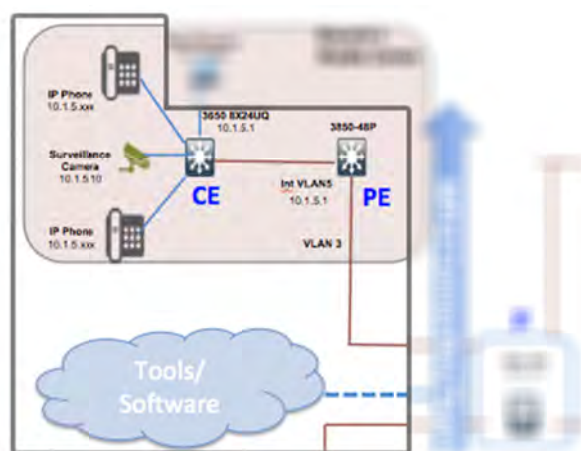 IP Phone
10.1.5.xxx
3650 8X24UQ
10.1.5.1
3850-48P
Surveillance
Camera
10.1.5.10
CE
Int VLAN5
10.1.5.1
PE
IP Phone
10.1.5.xxx
VLAN 3
Tools/
Software